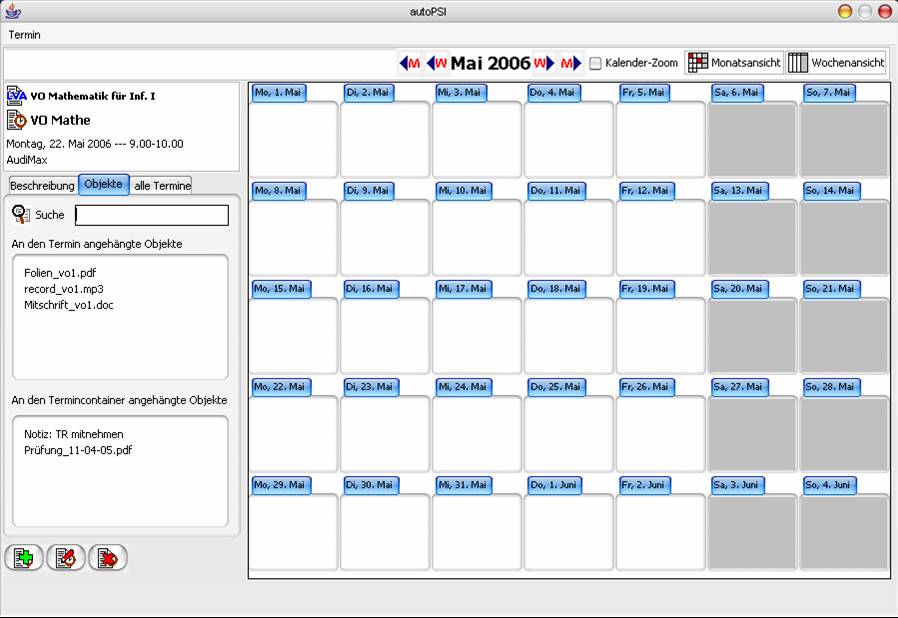 autoPSI
Termin
M W Mai 2006 W M Kalender-Zoom Monatsansicht Wochenansicht
LVA VO Mathematik für Inf. I
VO Mathe
Montag, 22. Mai 2006 --- 9.00-10.00
AudiMax
Beschreibung Objekte alle Termine
Suche
An den Termin angehängte Objekte
Folien_vo1.pdf
record_vo1.mp3
Mitschrift_vo1.doc
An den Termincontainer angehängte Objekte
Notiz: TR mitnehmen
Prüfung_11-04-05.pdf
Mo, 1. Mai Di, 2. Mai Mi, 3. Mai Do, 4. Mai Fr, 5. Mai Sa, 6. Mai So, 7. Mai
Mo, 8. Mai Di, 9. Mai Mi, 10. Mai Do, 11. Mai Fr, 12. Mai Sa, 13. Mai So, 14. Mai
Mo, 15. Mai Di, 16. Mai Mi, 17. Mai Do, 18. Mai Fr, 19. Mai Sa, 20. Mai So, 21. Mai
Mo, 22. Mai Di, 23. Mai Mi, 24. Mai Do, 25. Mai Fr, 26. Mai Sa, 27. Mai So, 28. Mai
Mo, 29. Mai Di, 30. Mai Mi, 31. Mai Do, 1. Juni Fr, 2. Juni Sa, 3. Juni So, 4. Juni